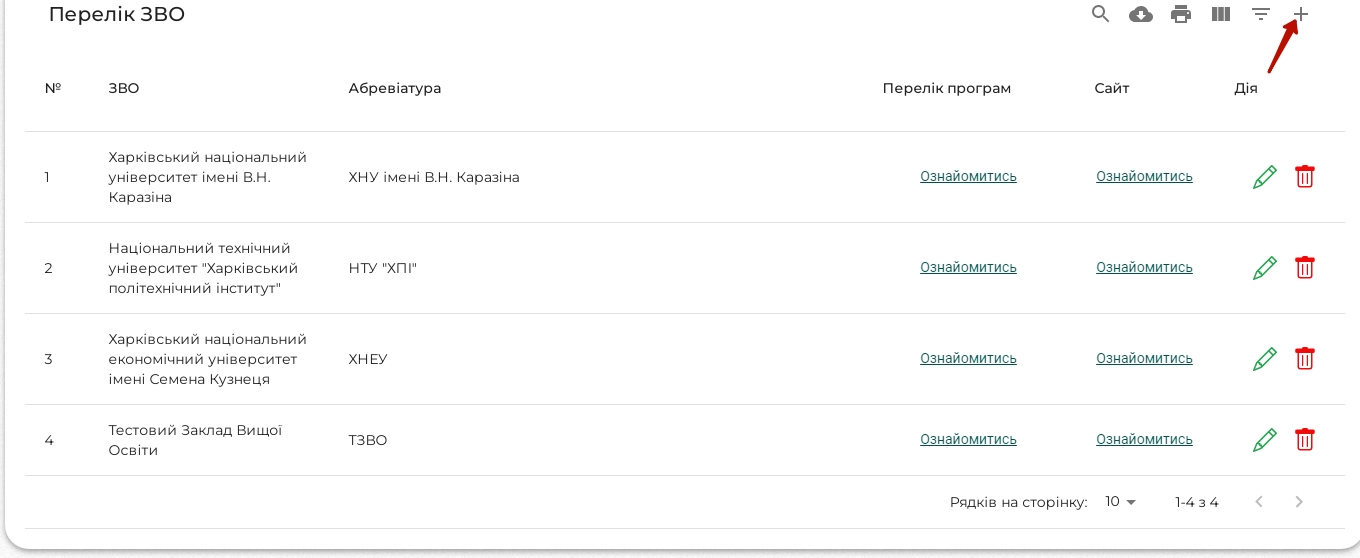 Перелік ЗВО
№ ЗВО Абревіатура Перелік програм Сайт Дія
Харківський національний
1 університет імені В.Н. ХНУ імені В.Н. Каразіна Ознайомитись Ознайомитись
Каразіна
Національний технічний
2 університет "Харківський НТУ "ХПІ" Ознайомитись Ознайомитись
політехнічний інститут"
Харківський національний
3 економічний університет ХНЕУ Ознайомитись Ознайомитись
імені Семена Кузнеця
Тестовий Заклад Вищої
4 ТЗВО Ознайомитись Ознайомитись
Освіти
Рядків на сторінку: 10 1-4 з 4